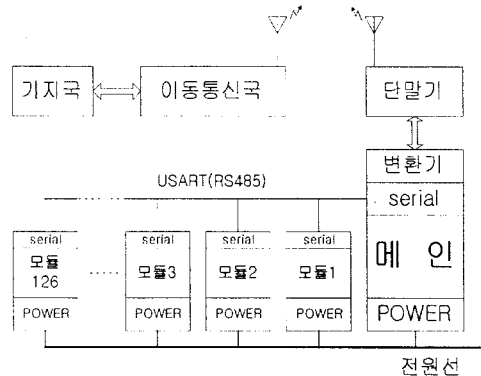 기지국
이동통신국
단말기
변환기
USART(RS485)
serial
메 인
POWER
serial
모듈
126
POWER
serial
모듈3
POWER
serial
모듈2
POWER
serial
모듈1
POWER
전원선